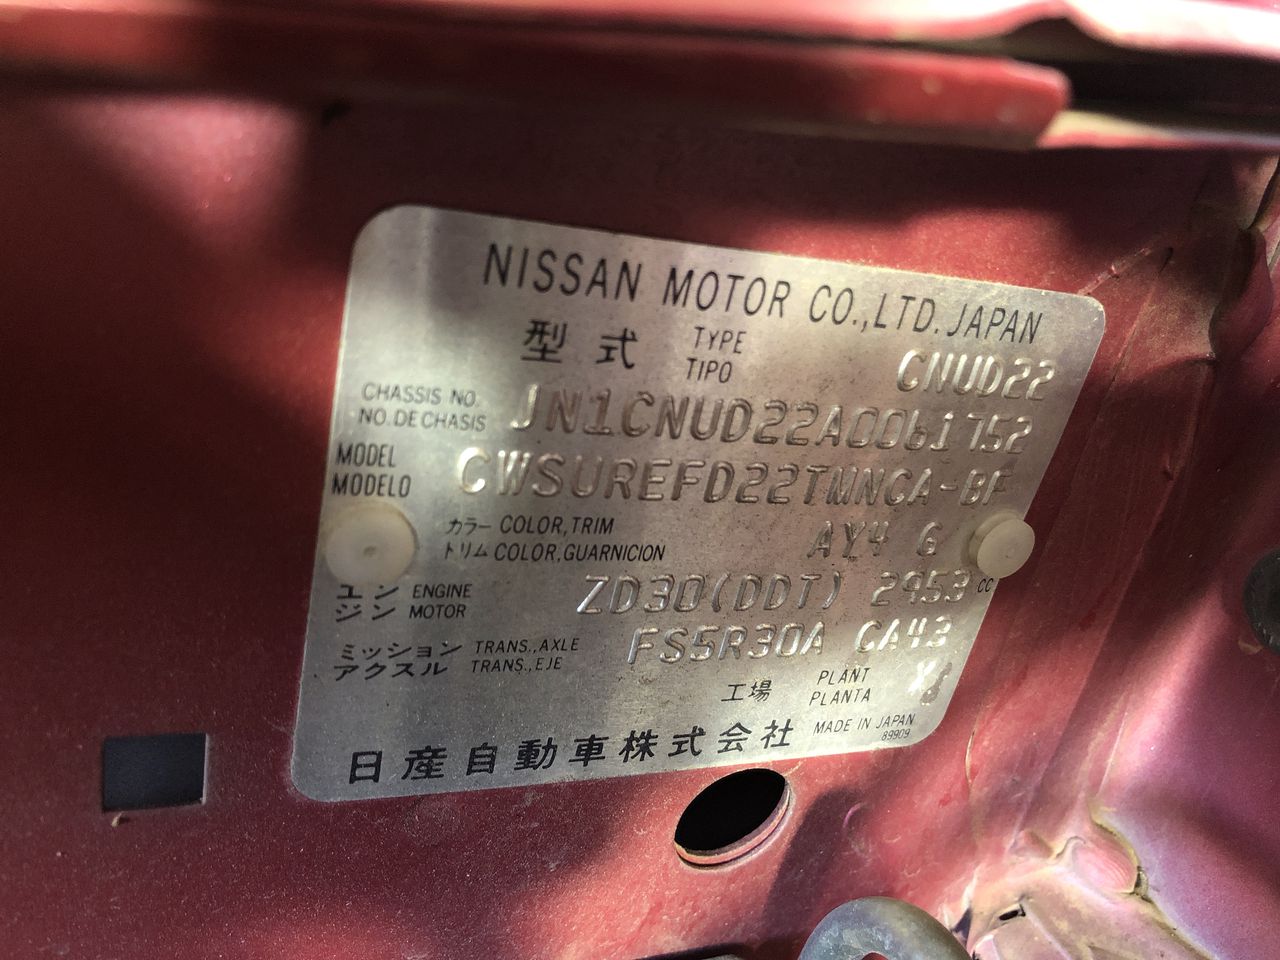 NISSAN MOTOR CO.,LTD. JAPAN
型式 TYPE TIPO CNUD22
CHASSIS NO. NO. DE CHASIS JN1CNUD22A0061752
MODEL MODELO CWSUREFD22TMNCA-BF
カラー COLOR, TRIM
トリム COLOR, GUARNICION AY4 G
エンジン ENGINE MOTOR ZD30(DDT) 2953 CC
ミッション TRANS., AXLE
アクスル TRANS., EJE FS5R30A CA43
工場 PLANT PLANTA
日産自動車株式会社 MADE IN JAPAN
89909